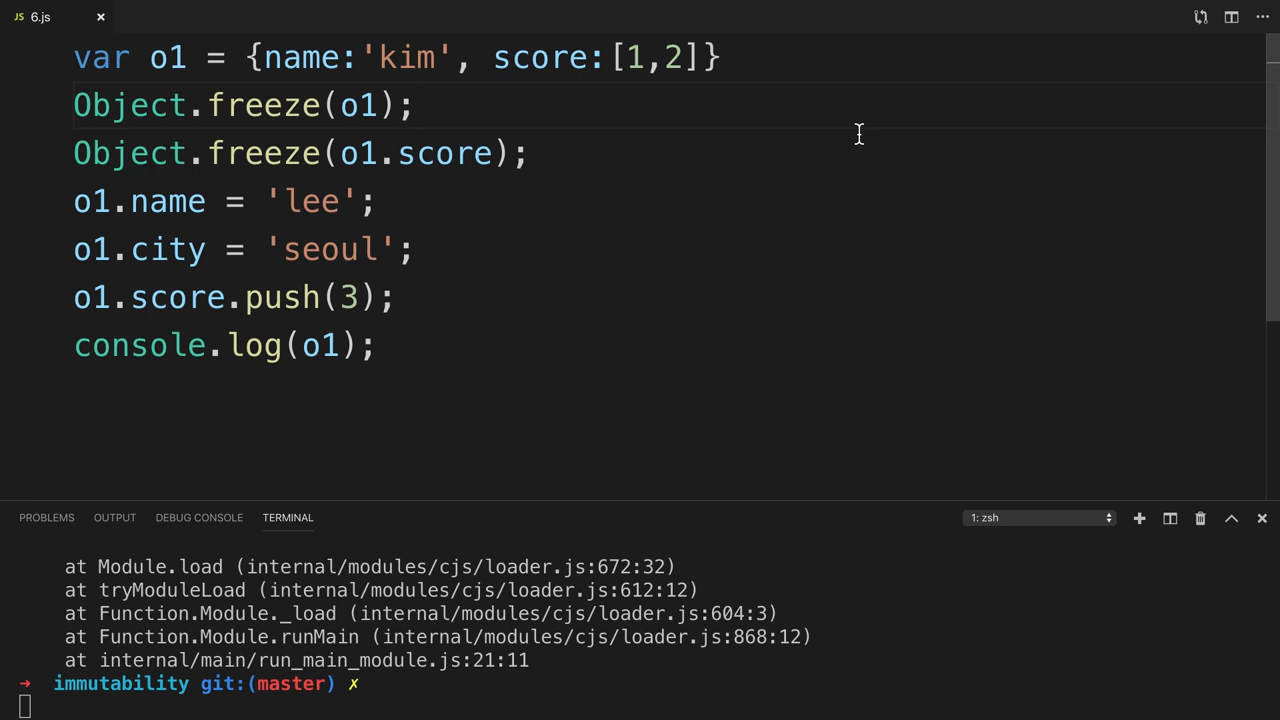 JS 6.js ×
var o1 = {name:'kim', score:[1,2]}
Object.freeze(o1);
Object.freeze(o1.score);
o1.name = 'lee';
o1.city = 'seoul';
o1.score.push(3);
console.log(o1);
PROBLEMS OUTPUT DEBUG CONSOLE TERMINAL 1: zsh
at Module.load (internal/modules/cjs/loader.js:672:32)
at tryModuleLoad (internal/modules/cjs/loader.js:612:12)
at Function.Module._load (internal/modules/cjs/loader.js:604:3)
at Function.Module.runMain (internal/modules/cjs/loader.js:868:12)
at internal/main/run_main_module.js:21:11
➜ immutability git:(master) ✗